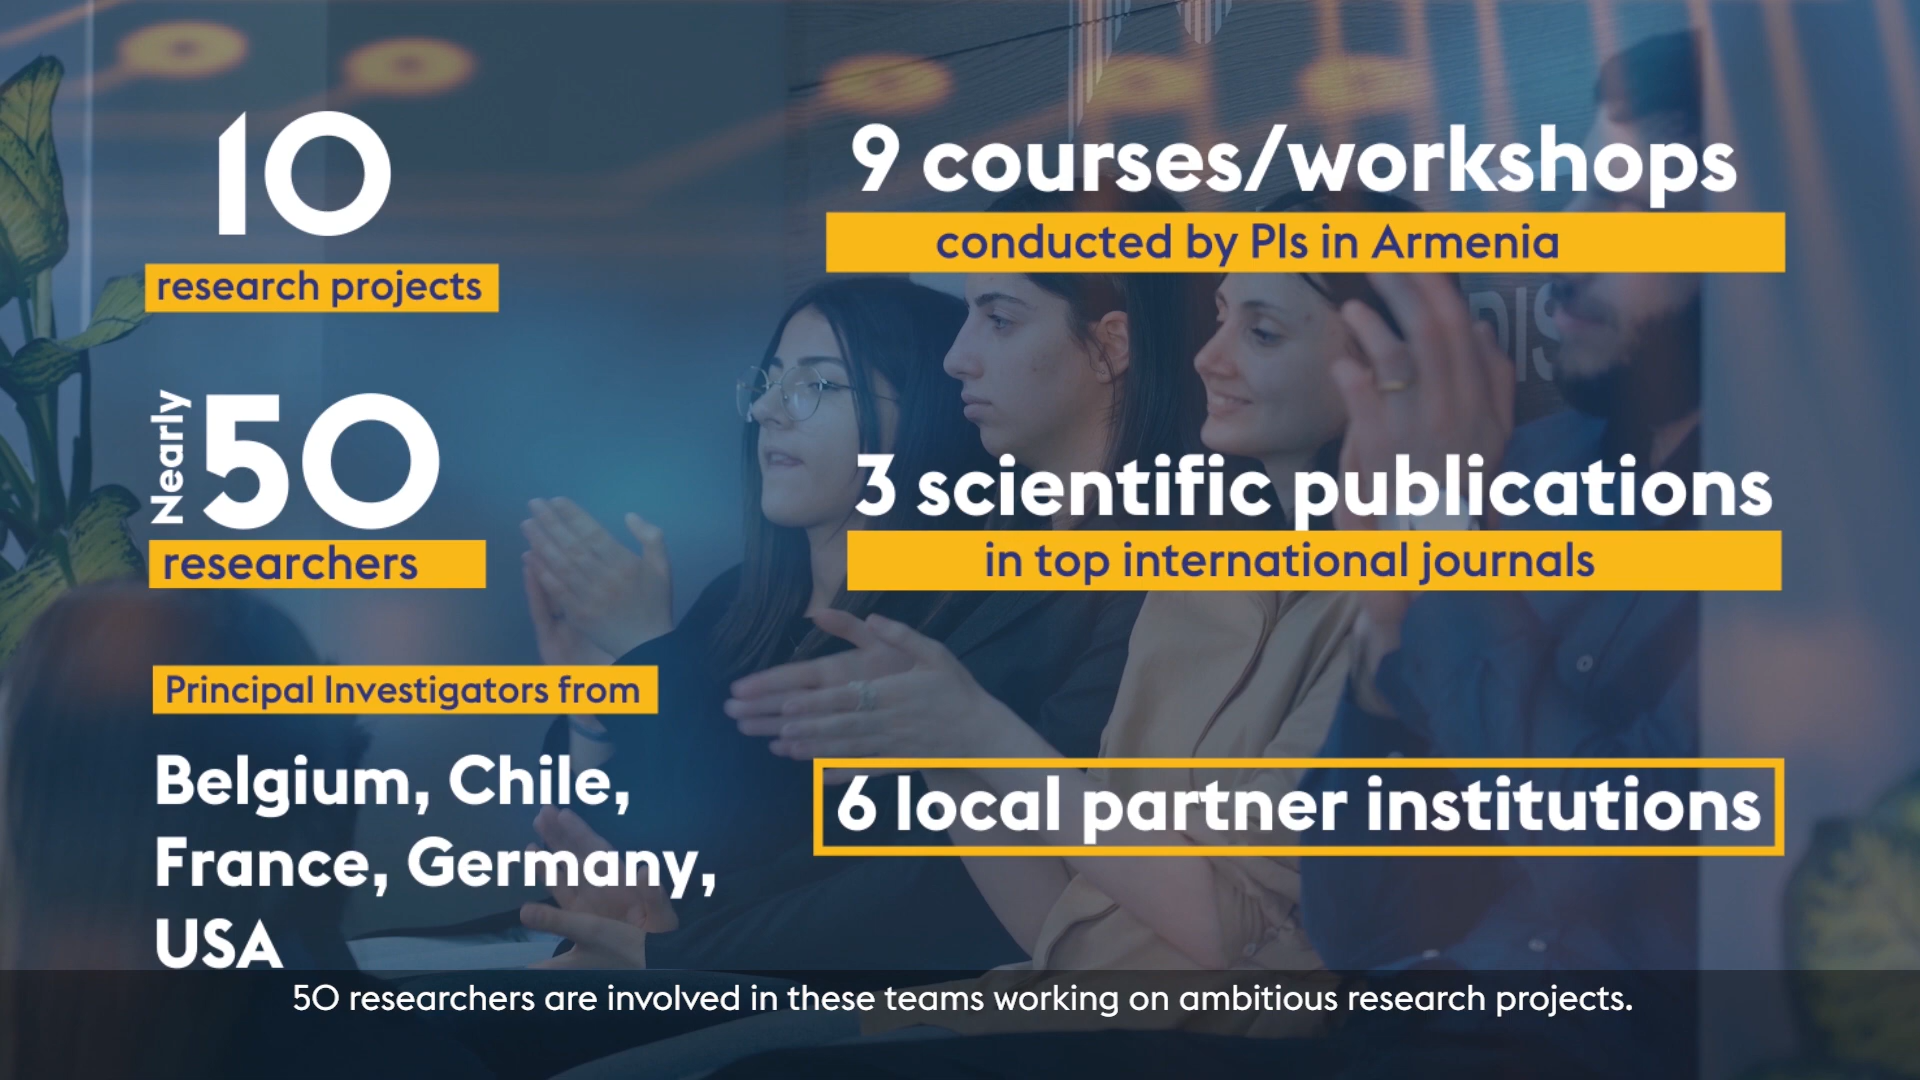 10
research projects
Nearly
50
researchers
Principal Investigators from
Belgium, Chile,
France, Germany,
USA
9 courses/workshops
conducted by PIs in Armenia
3 scientific publications
in top international journals
6 local partner institutions
50 researchers are involved in these teams working on ambitious research projects.